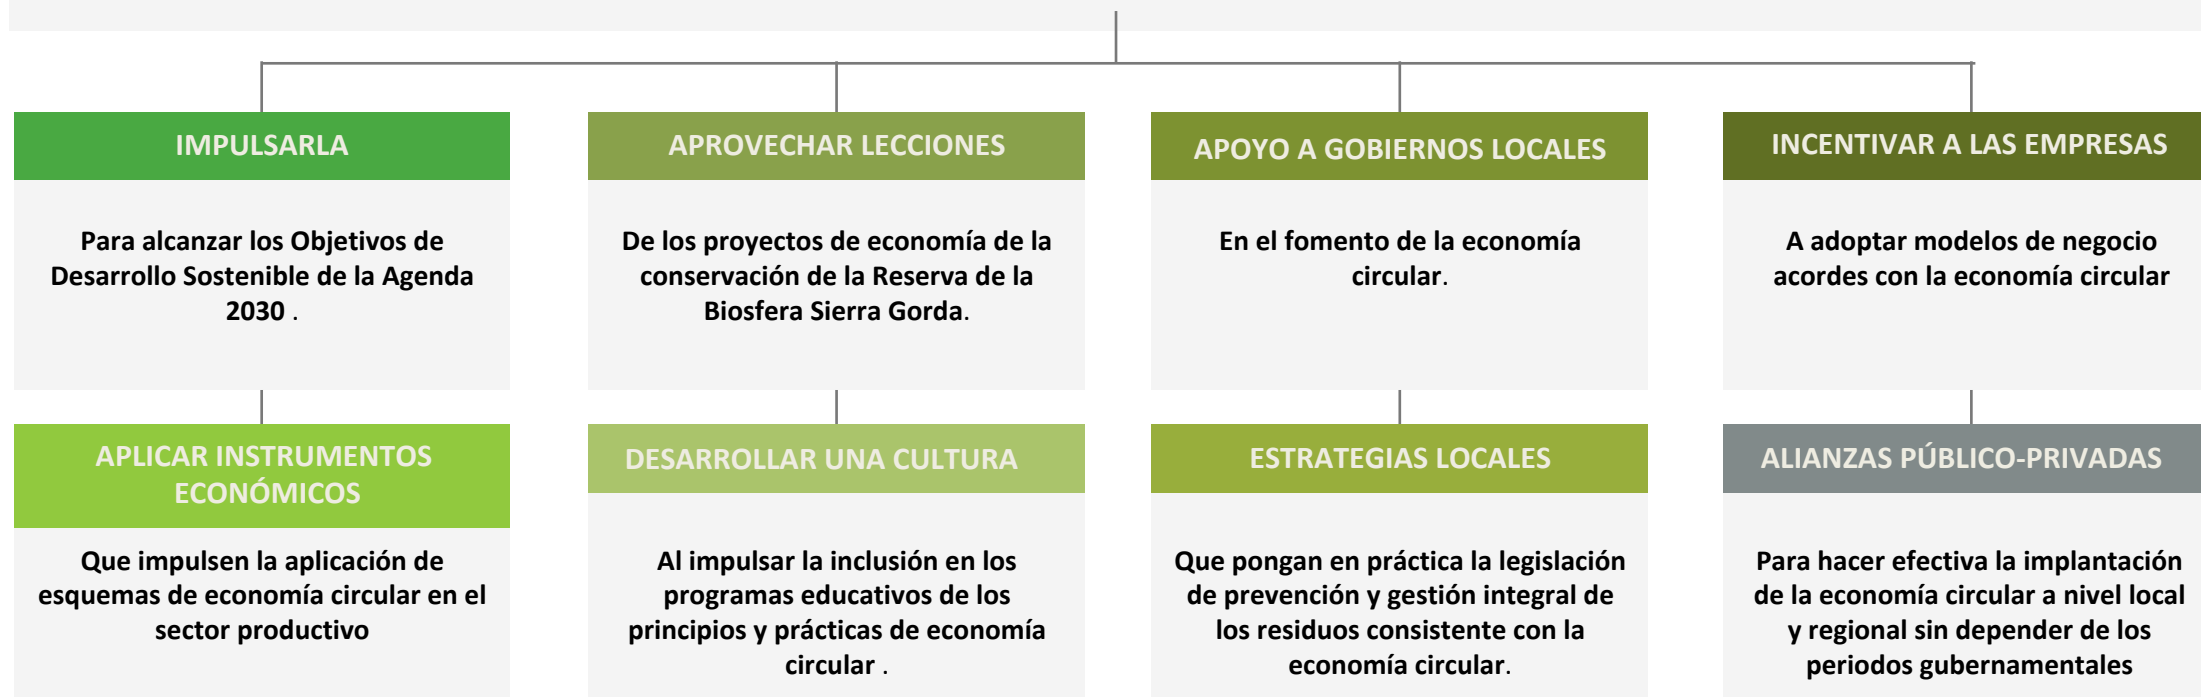 IMPULSARLA
Para alcanzar los Objetivos de
Desarrollo Sostenible de la Agenda
2030 .
APROVECHAR LECCIONES
De los proyectos de economía de la
conservación de la Reserva de la
Biosfera Sierra Gorda.
APOYO A GOBIERNOS LOCALES
En el fomento de la economía
circular.
INCENTIVAR A LAS EMPRESAS
A adoptar modelos de negocio
acordes con la economía circular
APLICAR INSTRUMENTOS
ECONÓMICOS
Que impulsen la aplicación de
esquemas de economía circular en el
sector productivo
DESARROLLAR UNA CULTURA
Al impulsar la inclusión en los
programas educativos de los
principios y prácticas de economía
circular .
ESTRATEGIAS LOCALES
Que pongan en práctica la legislación
de prevención y gestión integral de
los residuos consistente con la
economía circular.
ALIANZAS PÚBLICO-PRIVADAS
Para hacer efectiva la implantación
de la economía circular a nivel local
y regional sin depender de los
periodos gubernamentales